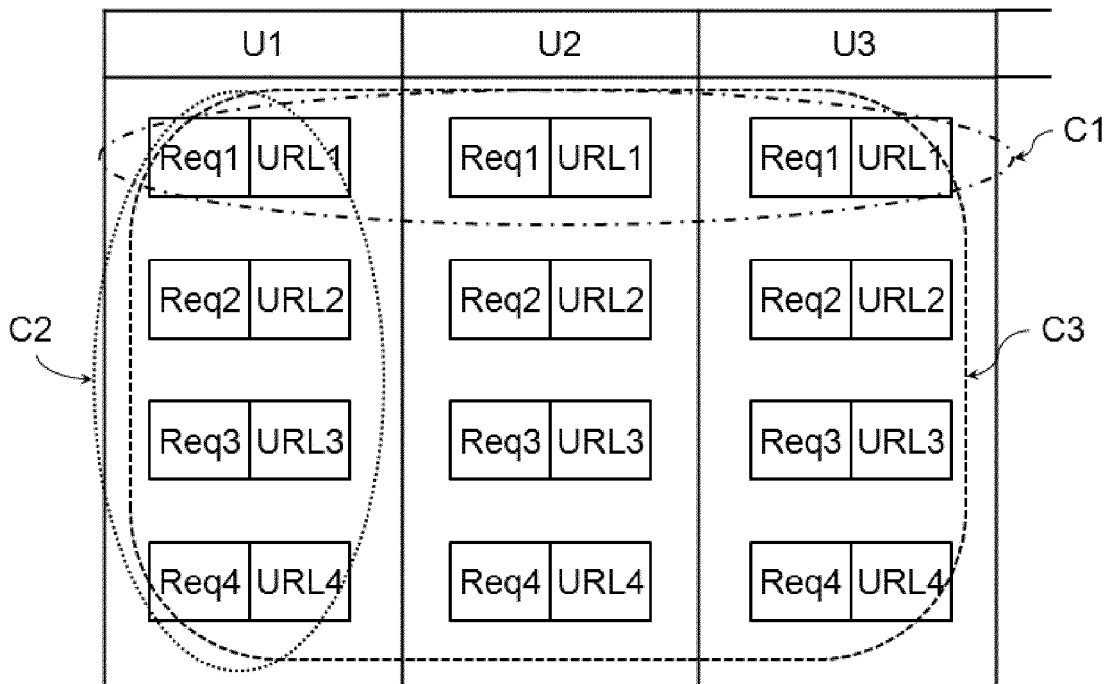 U1 U2 U3
C1
Req1 URL1 Req1 URL1 Req1 URL1
Req2 URL2 Req2 URL2 Req2 URL2
C2
C3
Req3 URL3 Req3 URL3 Req3 URL3
Req4 URL4 Req4 URL4 Req4 URL4